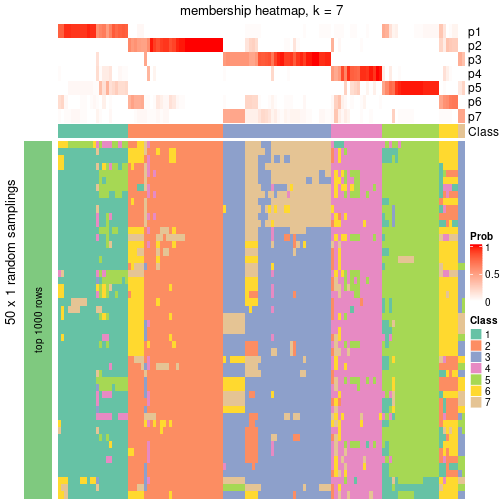 membership heatmap, k = 7
p1
p2
p3
p4
p5
p6
p7
Class
50 x 1 random samplings
top 1000 rows
Prob
1
0.5
0
Class
1
2
3
4
5
6
7